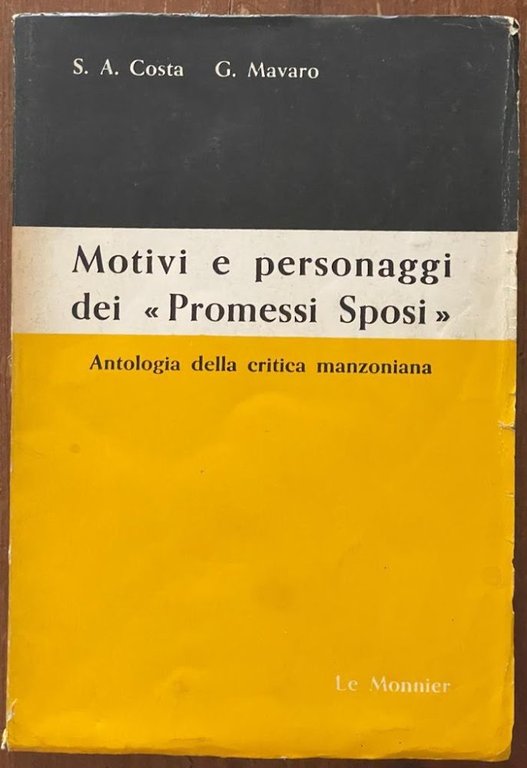 S. A. Costa G. Mavaro
Motivi e personaggi
dei « Promessi Sposi »
Antologia della critica manzoniana
Le Monnier